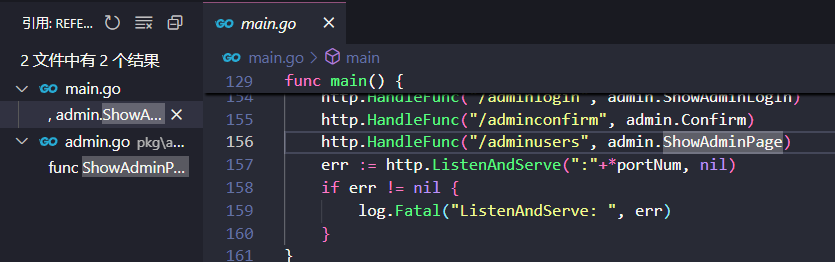 引用: REFE...
2 文件中有 2 个结果
main.go
, admin.ShowA...
admin.go pkg\a...
func ShowAdminP...
main.go
main.go > main
129 func main() {
154 http.HandleFunc("/adminlogin", admin.ShowAdminLogin)
155 http.HandleFunc("/adminconfirm", admin.Confirm)
156 http.HandleFunc("/adminusers", admin.ShowAdminPage)
157 err := http.ListenAndServe(":"+*portNum, nil)
158 if err != nil {
159 log.Fatal("ListenAndServe: ", err)
160 }
161 }